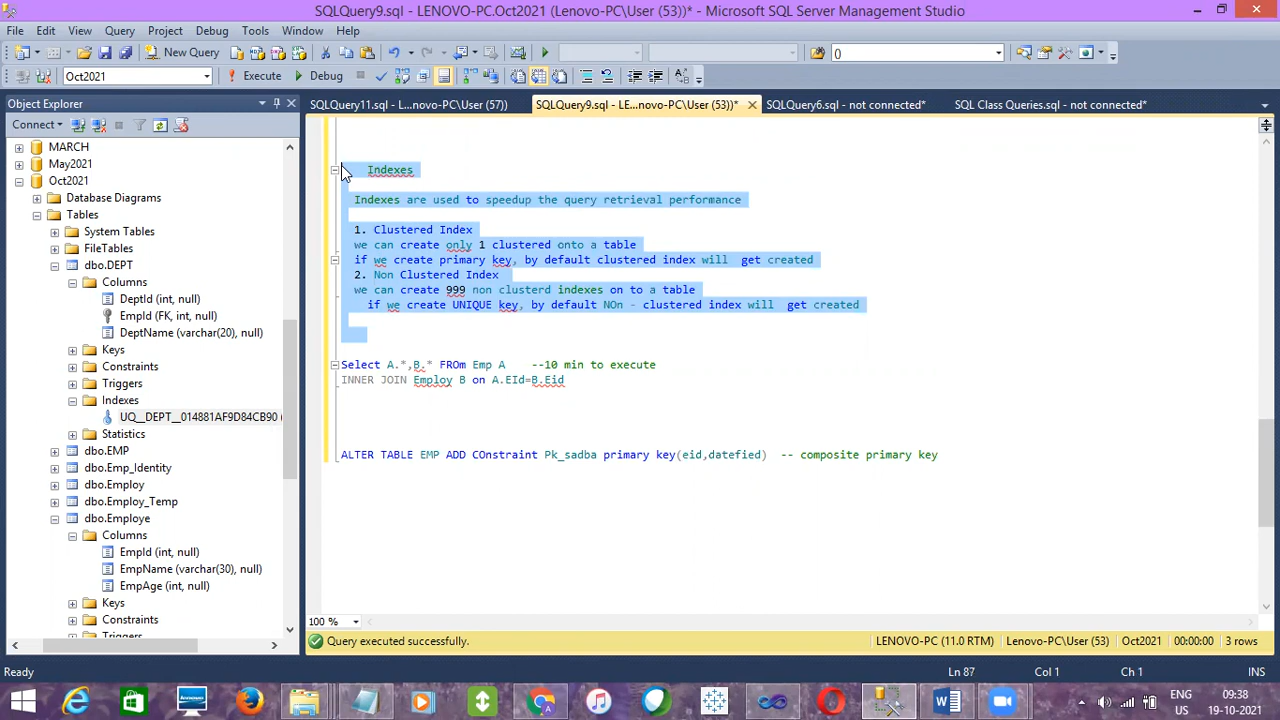 SQLQuery9.sql - LENOVO-PC.Oct2021 (Lenovo-PC\User (53))* - Microsoft SQL Server Management Studio
File Edit View Query Project Debug Tools Window Help
New Query ()
Oct2021 Execute Debug
Object Explorer
SQLQuery11.sql - L...novo-PC\User (57)) SQLQuery9.sql - LE...novo-PC\User (53))* SQLQuery6.sql - not connected* SQL Class Queries.sql - not connected*
Connect
MARCH
May2021
Oct2021
Database Diagrams
Tables
System Tables
FileTables
dbo.DEPT
Columns
DeptId (int, null)
EmpId (FK, int, null)
DeptName (varchar(20), null)
Keys
Constraints
Triggers
Indexes
UQ__DEPT__014881AF9D84CB90 (
Statistics
dbo.EMP
dbo.Emp_Identity
dbo.Employ
dbo.Employ_Temp
dbo.Employe
Columns
EmpId (int, null)
EmpName (varchar(30), null)
EmpAge (int, null)
Keys
Constraints
Triggers
Indexes
Indexes are used to speedup the query retrieval performance
1. Clustered Index
we can create only 1 clustered onto a table
if we create primary key, by default clustered index will get created
2. Non Clustered Index
we can create 999 non clusterd indexes on to a table
if we create UNIQUE key, by default NOn - clustered index will get created
Select A.*,B.* FROm Emp A --10 min to execute
INNER JOIN Employ B on A.EId=B.Eid
ALTER TABLE EMP ADD COnstraint Pk_sadba primary key(eid,datefied) -- composite primary key
100 %
Query executed successfully. LENOVO-PC (11.0 RTM) Lenovo-PC\User (53) Oct2021 00:00:00 3 rows
Ready Ln 87 Col 1 Ch 1 INS
ENG 09:38
US 19-10-2021